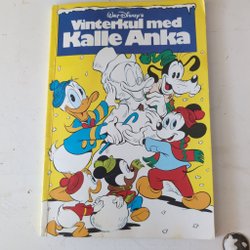 Walt Disney's
Vinterkul med
Kalle Anka